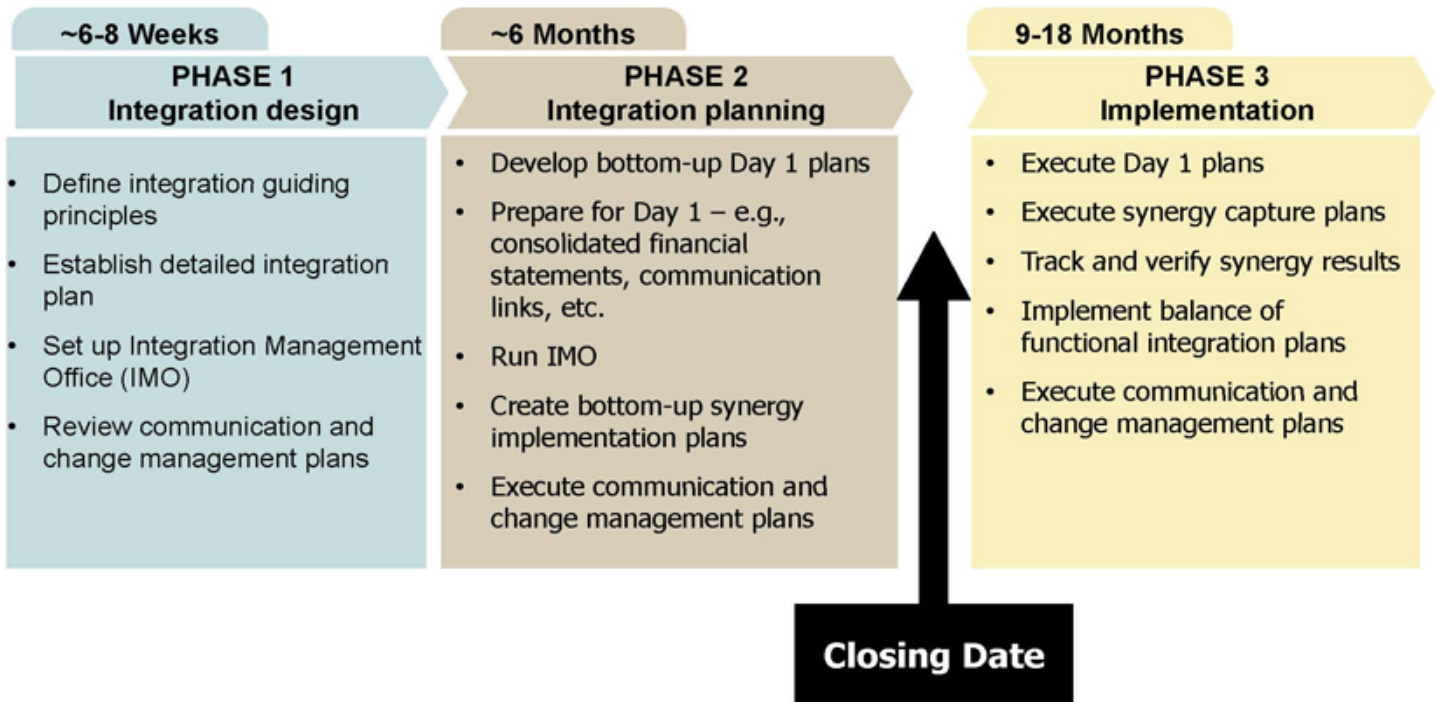 ~6-8 Weeks
PHASE 1
Integration design
• Define integration guiding
principles
• Establish detailed integration
plan
• Set up Integration Management
Office (IMO)
• Review communication and
change management plans
~6 Months
PHASE 2
Integration planning
• Develop bottom-up Day 1 plans
• Prepare for Day 1 – e.g.,
consolidated financial
statements, communication
links, etc.
• Run IMO
• Create bottom-up synergy
implementation plans
• Execute communication and
change management plans
9-18 Months
PHASE 3
Implementation
• Execute Day 1 plans
• Execute synergy capture plans
• Track and verify synergy results
• Implement balance of
functional integration plans
• Execute communication and
change management plans
Closing Date